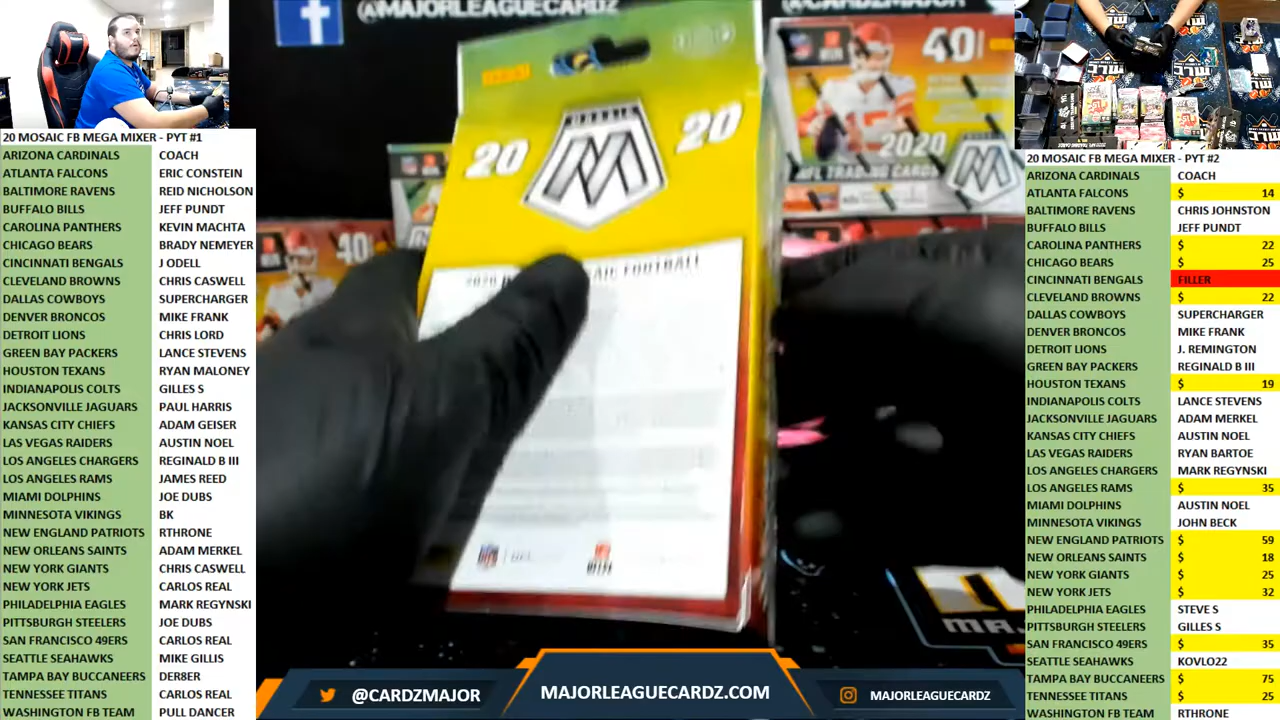 @MAJORLEAGUECARDZ
@CARDZMAJOR
20 MOSAIC FB MEGA MIXER - PYT #1
ARIZONA CARDINALS COACH
ATLANTA FALCONS ERIC CONSTEIN
BALTIMORE RAVENS REID NICHOLSON
BUFFALO BILLS JEFF PUNDT
CAROLINA PANTHERS KEVIN MACHTA
CHICAGO BEARS BRADY NEMEYER
CINCINNATI BENGALS J ODELL
CLEVELAND BROWNS CHRIS CASWELL
DALLAS COWBOYS SUPERCHARGER
DENVER BRONCOS MIKE FRANK
DETROIT LIONS CHRIS LORD
GREEN BAY PACKERS LANCE STEVENS
HOUSTON TEXANS RYAN MALONEY
INDIANAPOLIS COLTS GILLES S
JACKSONVILLE JAGUARS PAUL HARRIS
KANSAS CITY CHIEFS ADAM GEISER
LAS VEGAS RAIDERS AUSTIN NOEL
LOS ANGELES CHARGERS REGINALD B III
LOS ANGELES RAMS JAMES REED
MIAMI DOLPHINS JOE DUBS
MINNESOTA VIKINGS BK
NEW ENGLAND PATRIOTS RTHRONE
NEW ORLEANS SAINTS ADAM MERKEL
NEW YORK GIANTS CHRIS CASWELL
NEW YORK JETS CARLOS REAL
PHILADELPHIA EAGLES MARK REGYNSKI
PITTSBURGH STEELERS JOE DUBS
SAN FRANCISCO 49ERS CARLOS REAL
SEATTLE SEAHAWKS MIKE GILLIS
TAMPA BAY BUCCANEERS DER8ER
TENNESSEE TITANS CARLOS REAL
WASHINGTON FB TEAM PULL DANCER
20 20
FOOTBALL
NFL
40
2020
NFL TRADING CARDS
40
@CARDZMAJOR
MAJORLEAGUECARDZ.COM
MAJORLEAGUECARDZ
20 MOSAIC FB MEGA MIXER - PYT #2
ARIZONA CARDINALS COACH
ATLANTA FALCONS $ 14
BALTIMORE RAVENS CHRIS JOHNSTON
BUFFALO BILLS JEFF PUNDT
CAROLINA PANTHERS $ 22
CHICAGO BEARS $ 25
CINCINNATI BENGALS FILLER
CLEVELAND BROWNS $ 22
DALLAS COWBOYS SUPERCHARGER
DENVER BRONCOS MIKE FRANK
DETROIT LIONS J. REMINGTON
GREEN BAY PACKERS REGINALD B III
HOUSTON TEXANS $ 19
INDIANAPOLIS COLTS LANCE STEVENS
JACKSONVILLE JAGUARS ADAM MERKEL
KANSAS CITY CHIEFS AUSTIN NOEL
LAS VEGAS RAIDERS RYAN BARTOE
LOS ANGELES CHARGERS MARK REGYNSKI
LOS ANGELES RAMS $ 35
MIAMI DOLPHINS AUSTIN NOEL
MINNESOTA VIKINGS JOHN BECK
NEW ENGLAND PATRIOTS $ 59
NEW ORLEANS SAINTS $ 18
NEW YORK GIANTS $ 25
NEW YORK JETS $ 32
PHILADELPHIA EAGLES STEVE S
PITTSBURGH STEELERS GILLES S
SAN FRANCISCO 49ERS $ 35
SEATTLE SEAHAWKS KOVLO22
TAMPA BAY BUCCANEERS $ 75
TENNESSEE TITANS $ 25
WASHINGTON FB TEAM RTHRONE